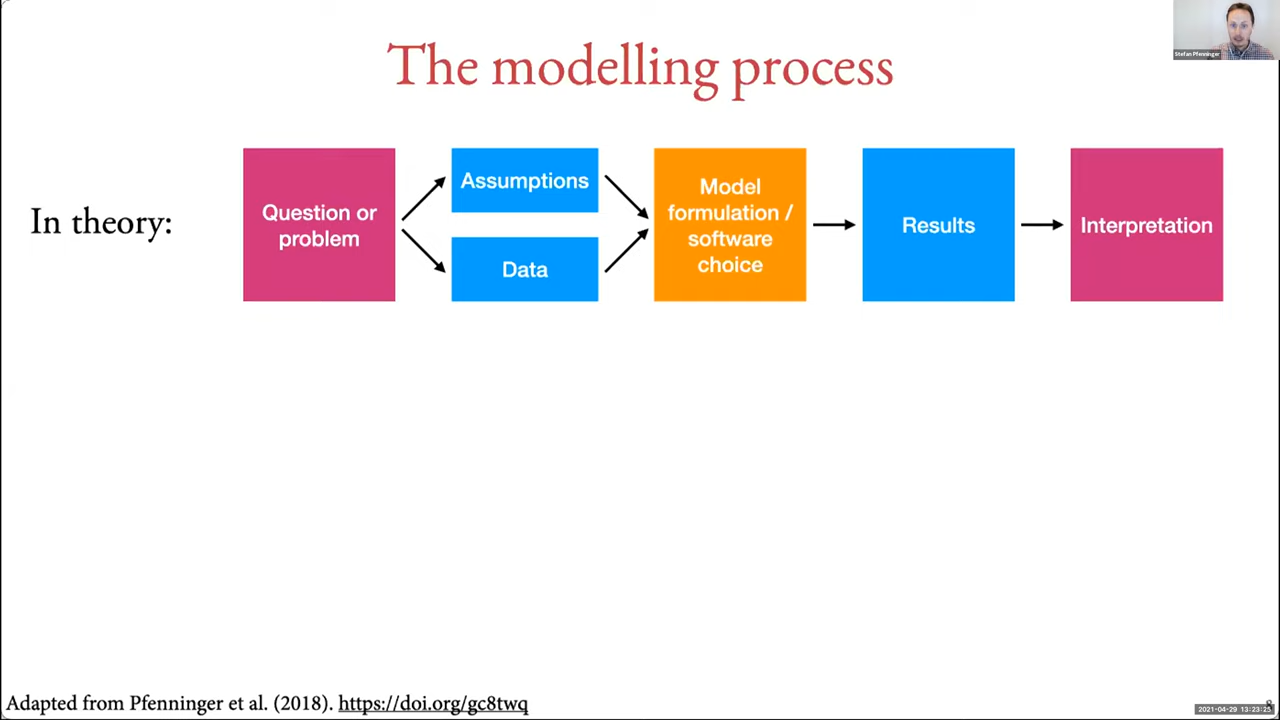 The modelling process
Stefan Pfenninger
In theory:
Question or
problem
Assumptions
Data
Model
formulation /
software
choice
Results
Interpretation
Adapted from Pfenninger et al. (2018). https://doi.org/gc8twq
8
2021-04-29 13:23:25